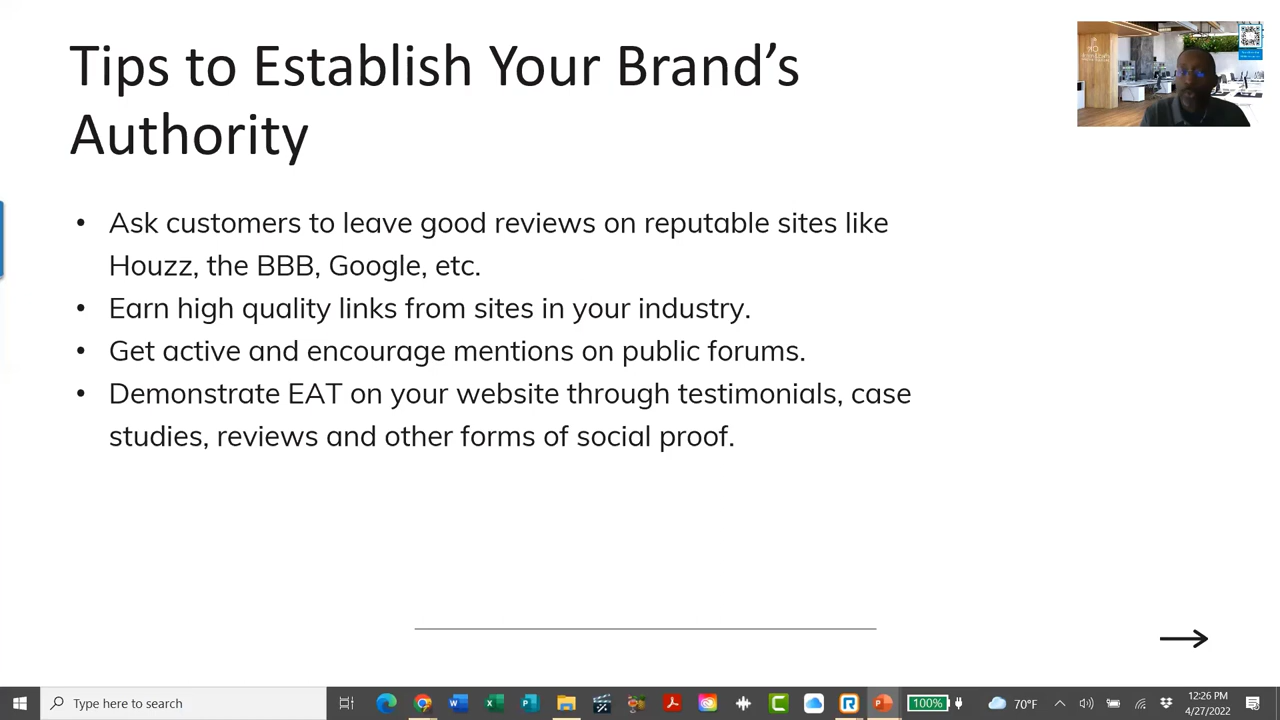 Tips to Establish Your Brand's
Authority
• Ask customers to leave good reviews on reputable sites like
Houzz, the BBB, Google, etc.
• Earn high quality links from sites in your industry.
• Get active and encourage mentions on public forums.
• Demonstrate EAT on your website through testimonials, case
studies, reviews and other forms of social proof.
Type here to search
100%
70°F
12:26 PM
4/27/2022